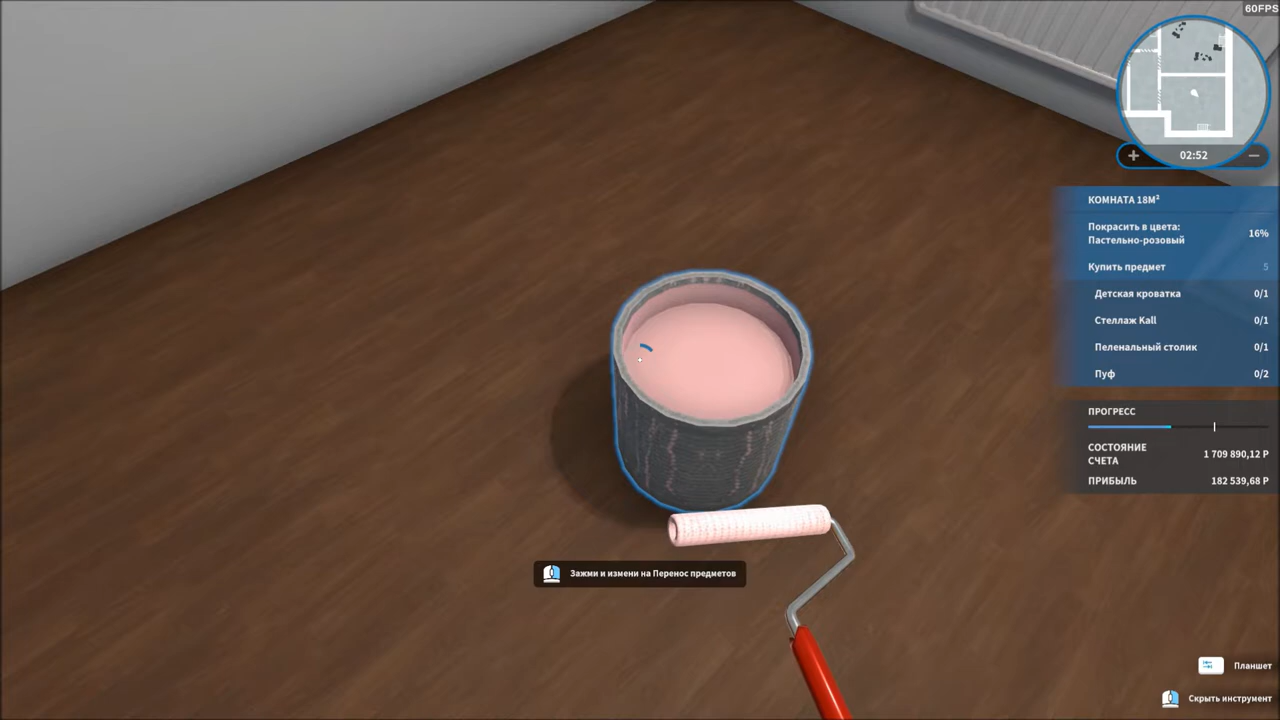 60FPS
+ 02:52 −
КОМНАТА 18М²
Покрасить в цвета:
Пастельно-розовый 16%
Купить предмет 5
Детская кроватка 0/1
Стеллаж Kall 0/1
Пеленальный столик 0/1
Пуф 0/2
ПРОГРЕСС
СОСТОЯНИЕ
СЧЕТА 1 709 890,12 Р
ПРИБЫЛЬ 182 539,68 Р
Зажми и измени на Перенос предметов
Планшет
Скрыть инструмент